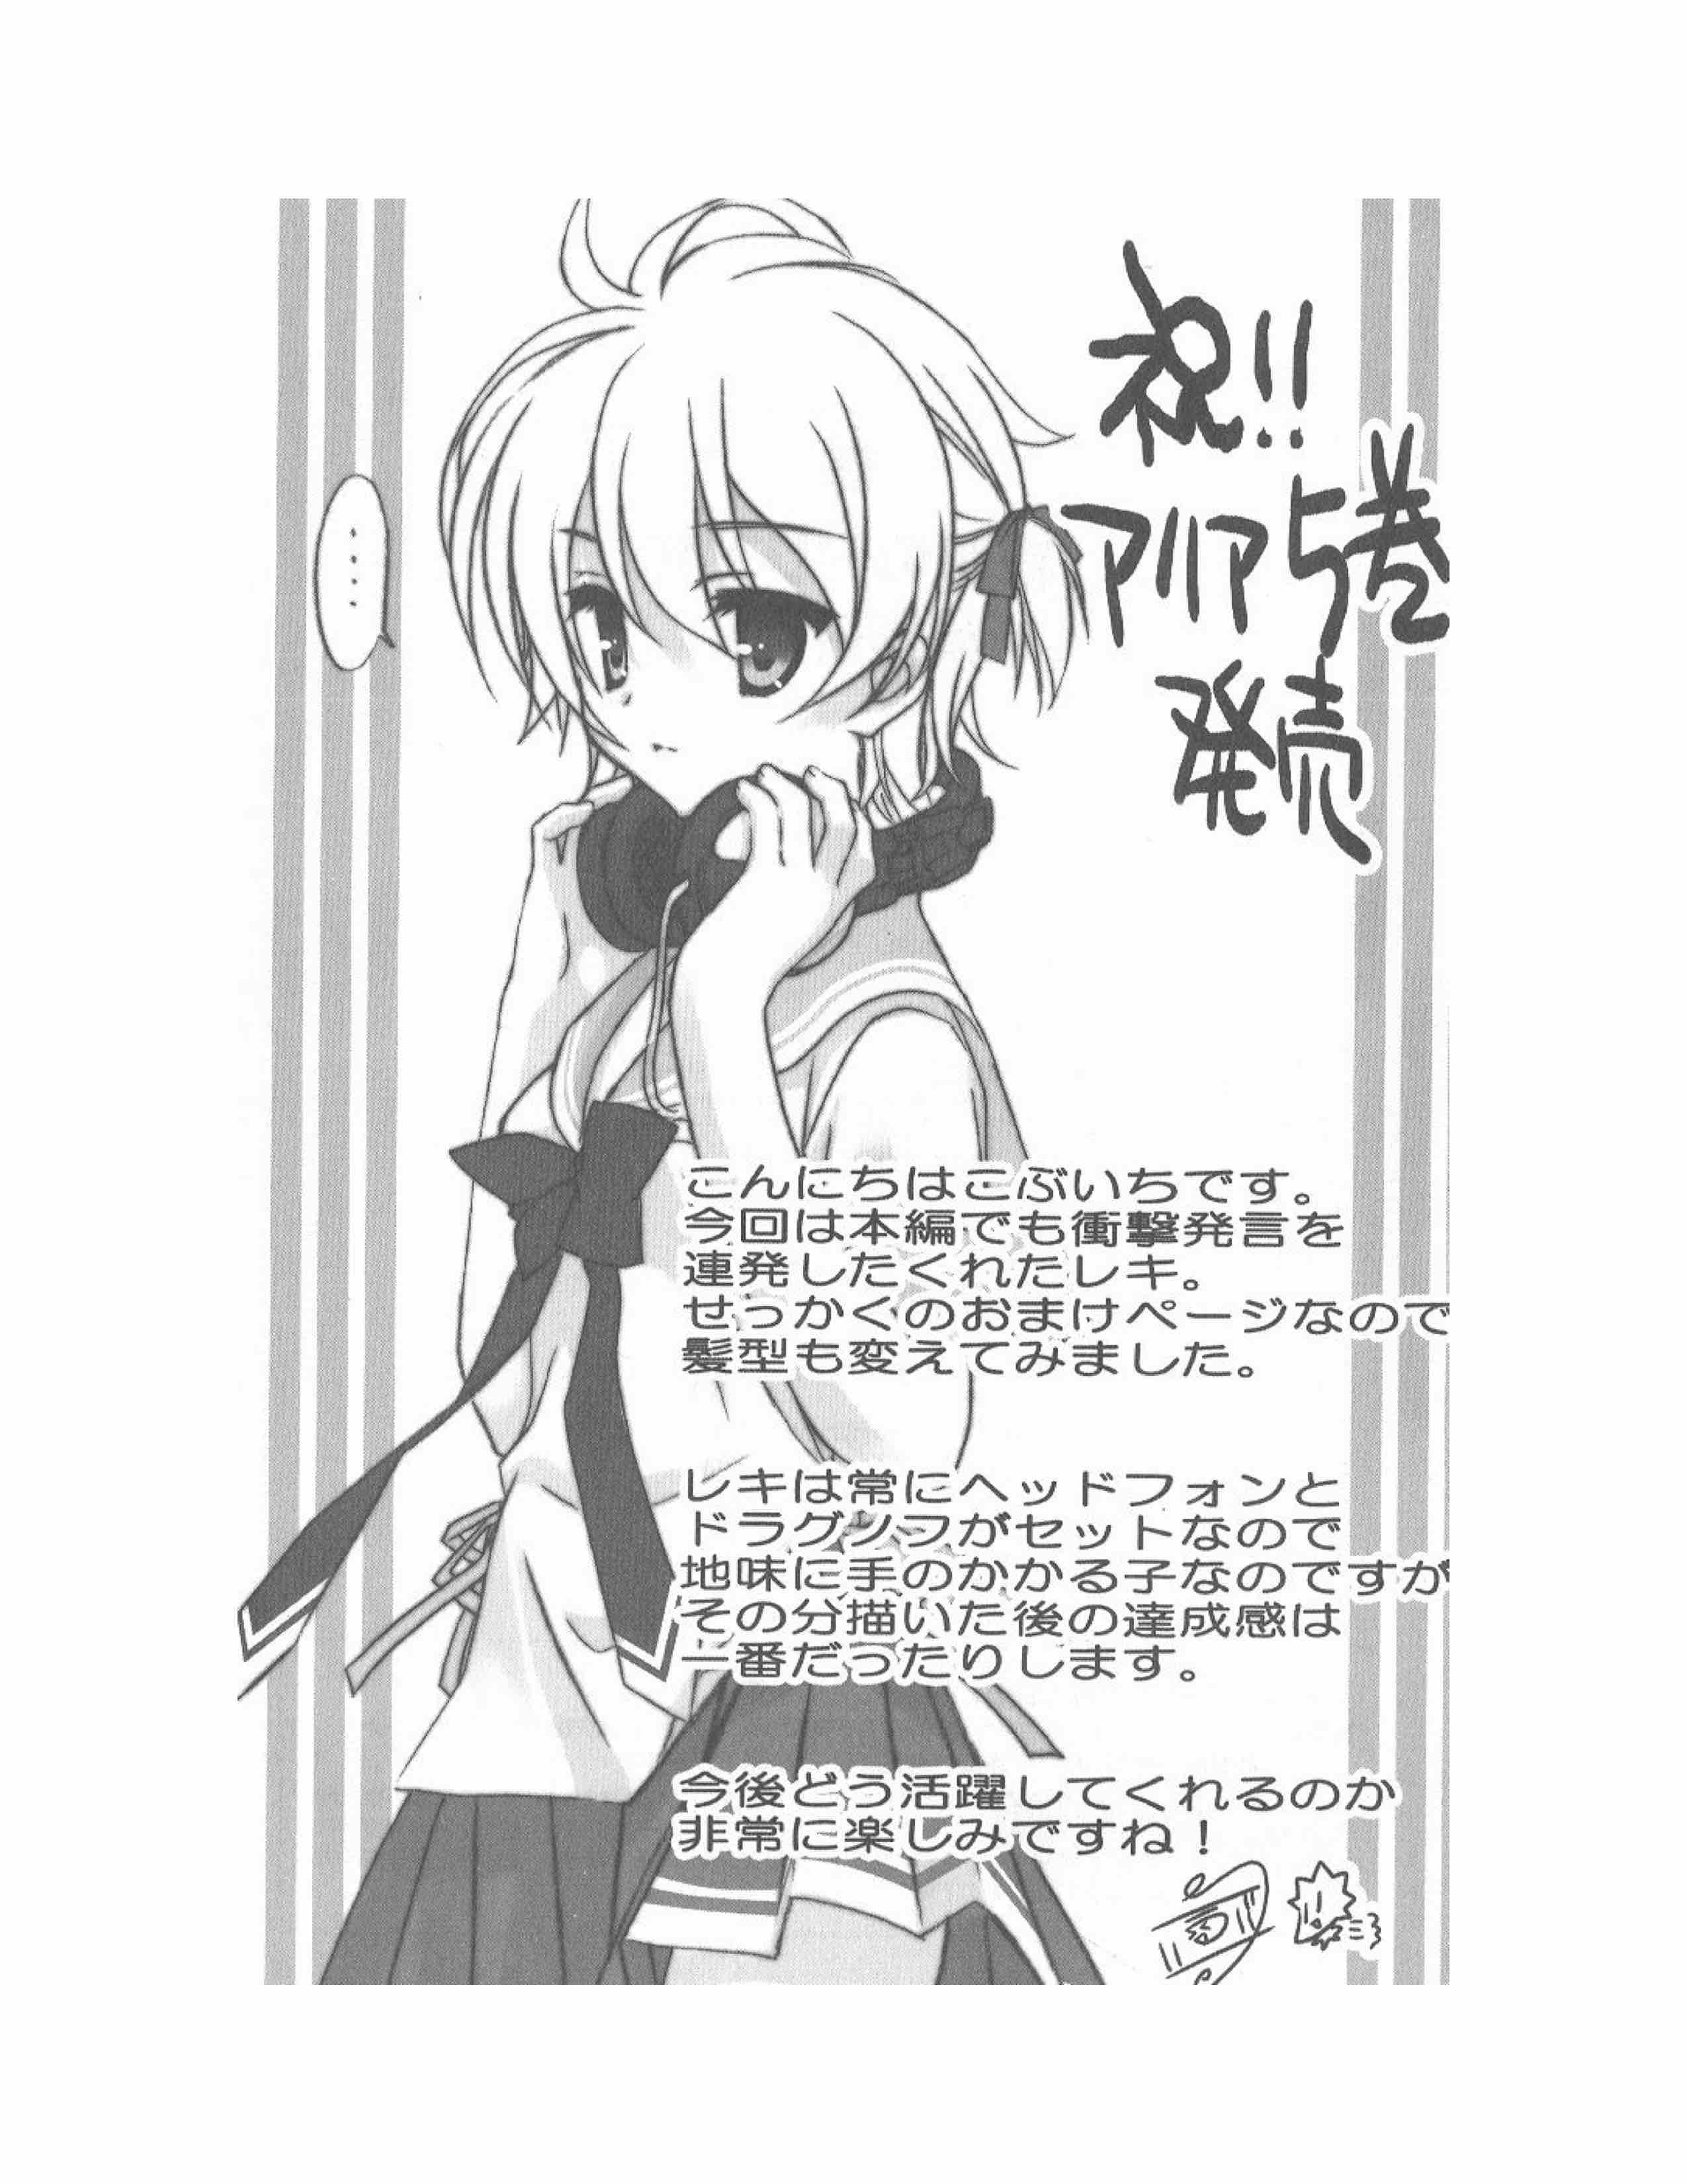 祝!!
アリア5巻
発売
‥‥
こんにちはこぶいちです。
今回は本編でも衝撃発言を
連発したくれたレキ。
せっかくのおまけページなので
髪型も変えてみました。
レキは常にヘッドフォンと
ドラグノフがセットなので
地味に手のかかる子なのですが
その分描いた後の達成感は
一番だったりします。
今後どう活躍してくれるのか
非常に楽しみですね！